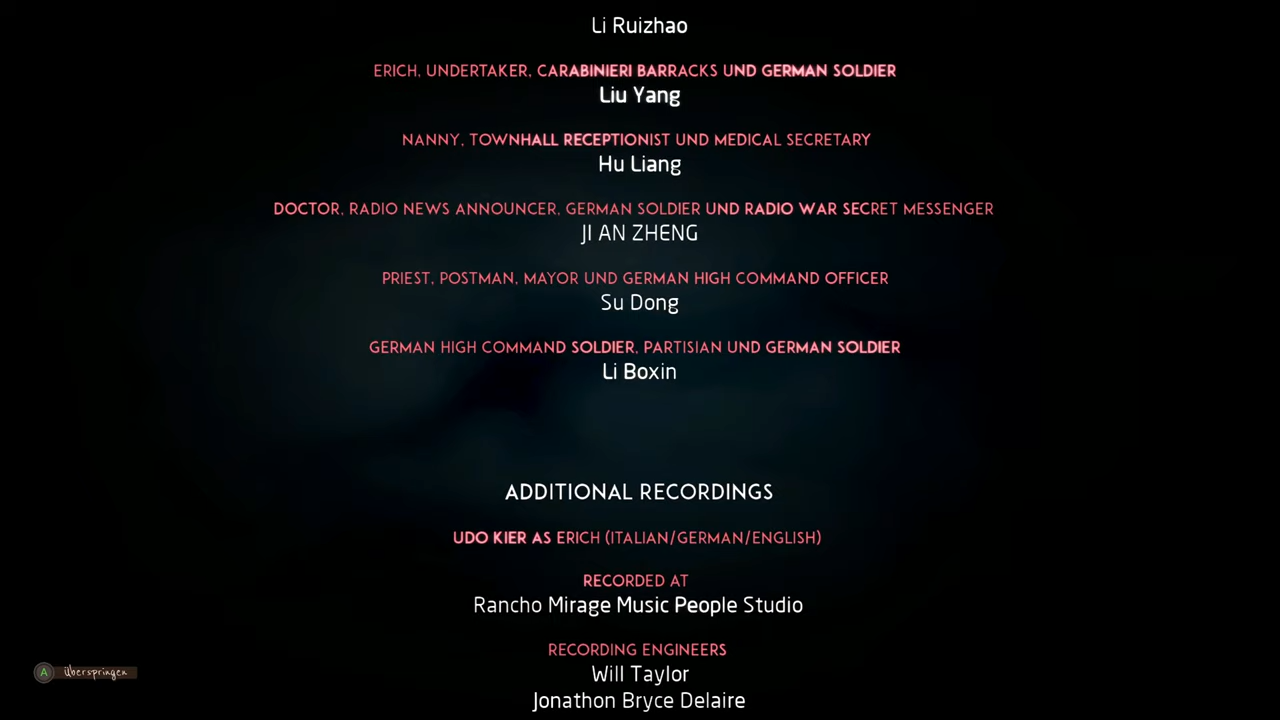 Li Ruizhao
ERICH, UNDERTAKER, CARABINIERI BARRACKS UND GERMAN SOLDIER
Liu Yang
NANNY, TOWNHALL RECEPTIONIST UND MEDICAL SECRETARY
Hu Liang
DOCTOR, RADIO NEWS ANNOUNCER, GERMAN SOLDIER UND RADIO WAR SECRET MESSENGER
JI AN ZHENG
PRIEST, POSTMAN, MAYOR UND GERMAN HIGH COMMAND OFFICER
Su Dong
GERMAN HIGH COMMAND SOLDIER, PARTISIAN UND GERMAN SOLDIER
Li Boxin
ADDITIONAL RECORDINGS
UDO KIER AS ERICH (ITALIAN/GERMAN/ENGLISH)
RECORDED AT
Rancho Mirage Music People Studio
RECORDING ENGINEERS
Will Taylor
Jonathon Bryce Delaire
A Überspringen